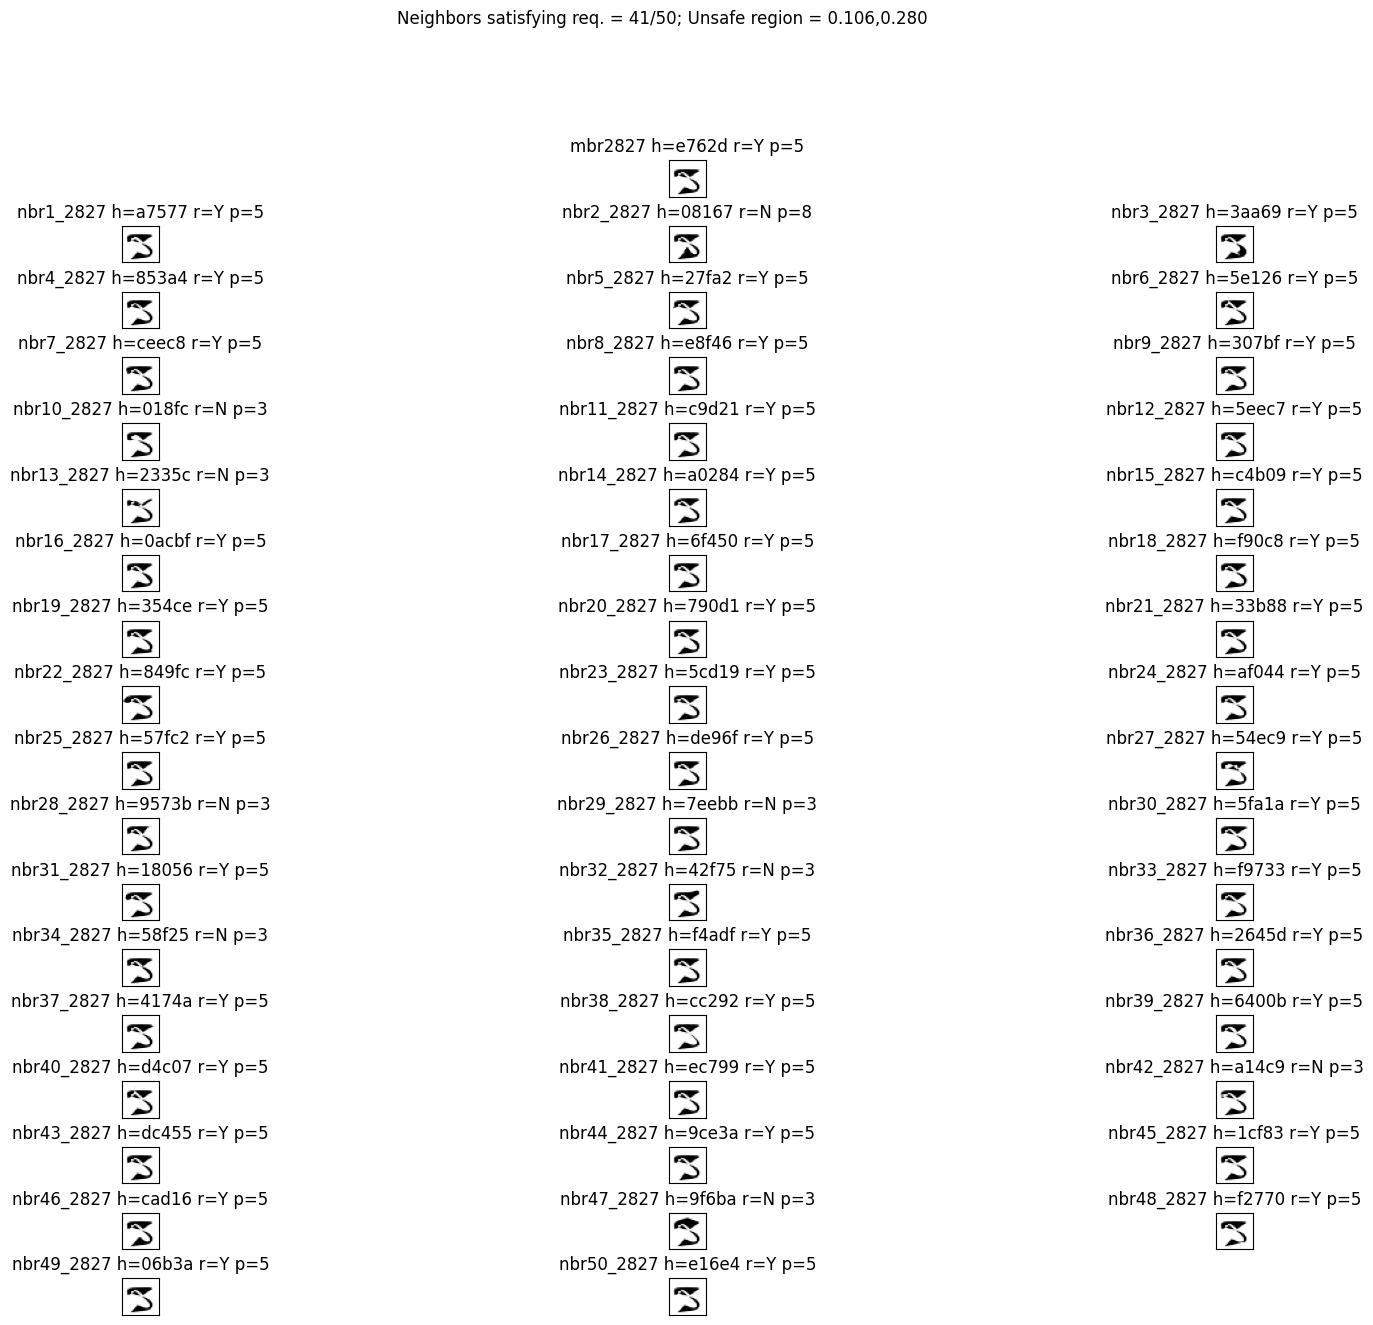 Neighbors satisfying req. = 41/50; Unsafe region = 0.106,0.280
mbr2827 h=e762d r=Y p=5
nbr1_2827 h=a7577 r=Y p=5
nbr2_2827 h=08167 r=N p=8
nbr3_2827 h=3aa69 r=Y p=5
nbr4_2827 h=853a4 r=Y p=5
nbr5_2827 h=27fa2 r=Y p=5
nbr6_2827 h=5e126 r=Y p=5
nbr7_2827 h=ceec8 r=Y p=5
nbr8_2827 h=e8f46 r=Y p=5
nbr9_2827 h=307bf r=Y p=5
nbr10_2827 h=018fc r=N p=3
nbr11_2827 h=c9d21 r=Y p=5
nbr12_2827 h=5eec7 r=Y p=5
nbr13_2827 h=2335c r=N p=3
nbr14_2827 h=a0284 r=Y p=5
nbr15_2827 h=c4b09 r=Y p=5
nbr16_2827 h=0acbf r=Y p=5
nbr17_2827 h=6f450 r=Y p=5
nbr18_2827 h=f90c8 r=Y p=5
nbr19_2827 h=354ce r=Y p=5
nbr20_2827 h=790d1 r=Y p=5
nbr21_2827 h=33b88 r=Y p=5
nbr22_2827 h=849fc r=Y p=5
nbr23_2827 h=5cd19 r=Y p=5
nbr24_2827 h=af044 r=Y p=5
nbr25_2827 h=57fc2 r=Y p=5
nbr26_2827 h=de96f r=Y p=5
nbr27_2827 h=54ec9 r=Y p=5
nbr28_2827 h=9573b r=N p=3
nbr29_2827 h=7eebb r=N p=3
nbr30_2827 h=5fa1a r=Y p=5
nbr31_2827 h=18056 r=Y p=5
nbr32_2827 h=42f75 r=N p=3
nbr33_2827 h=f9733 r=Y p=5
nbr34_2827 h=58f25 r=N p=3
nbr35_2827 h=f4adf r=Y p=5
nbr36_2827 h=2645d r=Y p=5
nbr37_2827 h=4174a r=Y p=5
nbr38_2827 h=cc292 r=Y p=5
nbr39_2827 h=6400b r=Y p=5
nbr40_2827 h=d4c07 r=Y p=5
nbr41_2827 h=ec799 r=Y p=5
nbr42_2827 h=a14c9 r=N p=3
nbr43_2827 h=dc455 r=Y p=5
nbr44_2827 h=9ce3a r=Y p=5
nbr45_2827 h=1cf83 r=Y p=5
nbr46_2827 h=cad16 r=Y p=5
nbr47_2827 h=9f6ba r=N p=3
nbr48_2827 h=f2770 r=Y p=5
nbr49_2827 h=06b3a r=Y p=5
nbr50_2827 h=e16e4 r=Y p=5